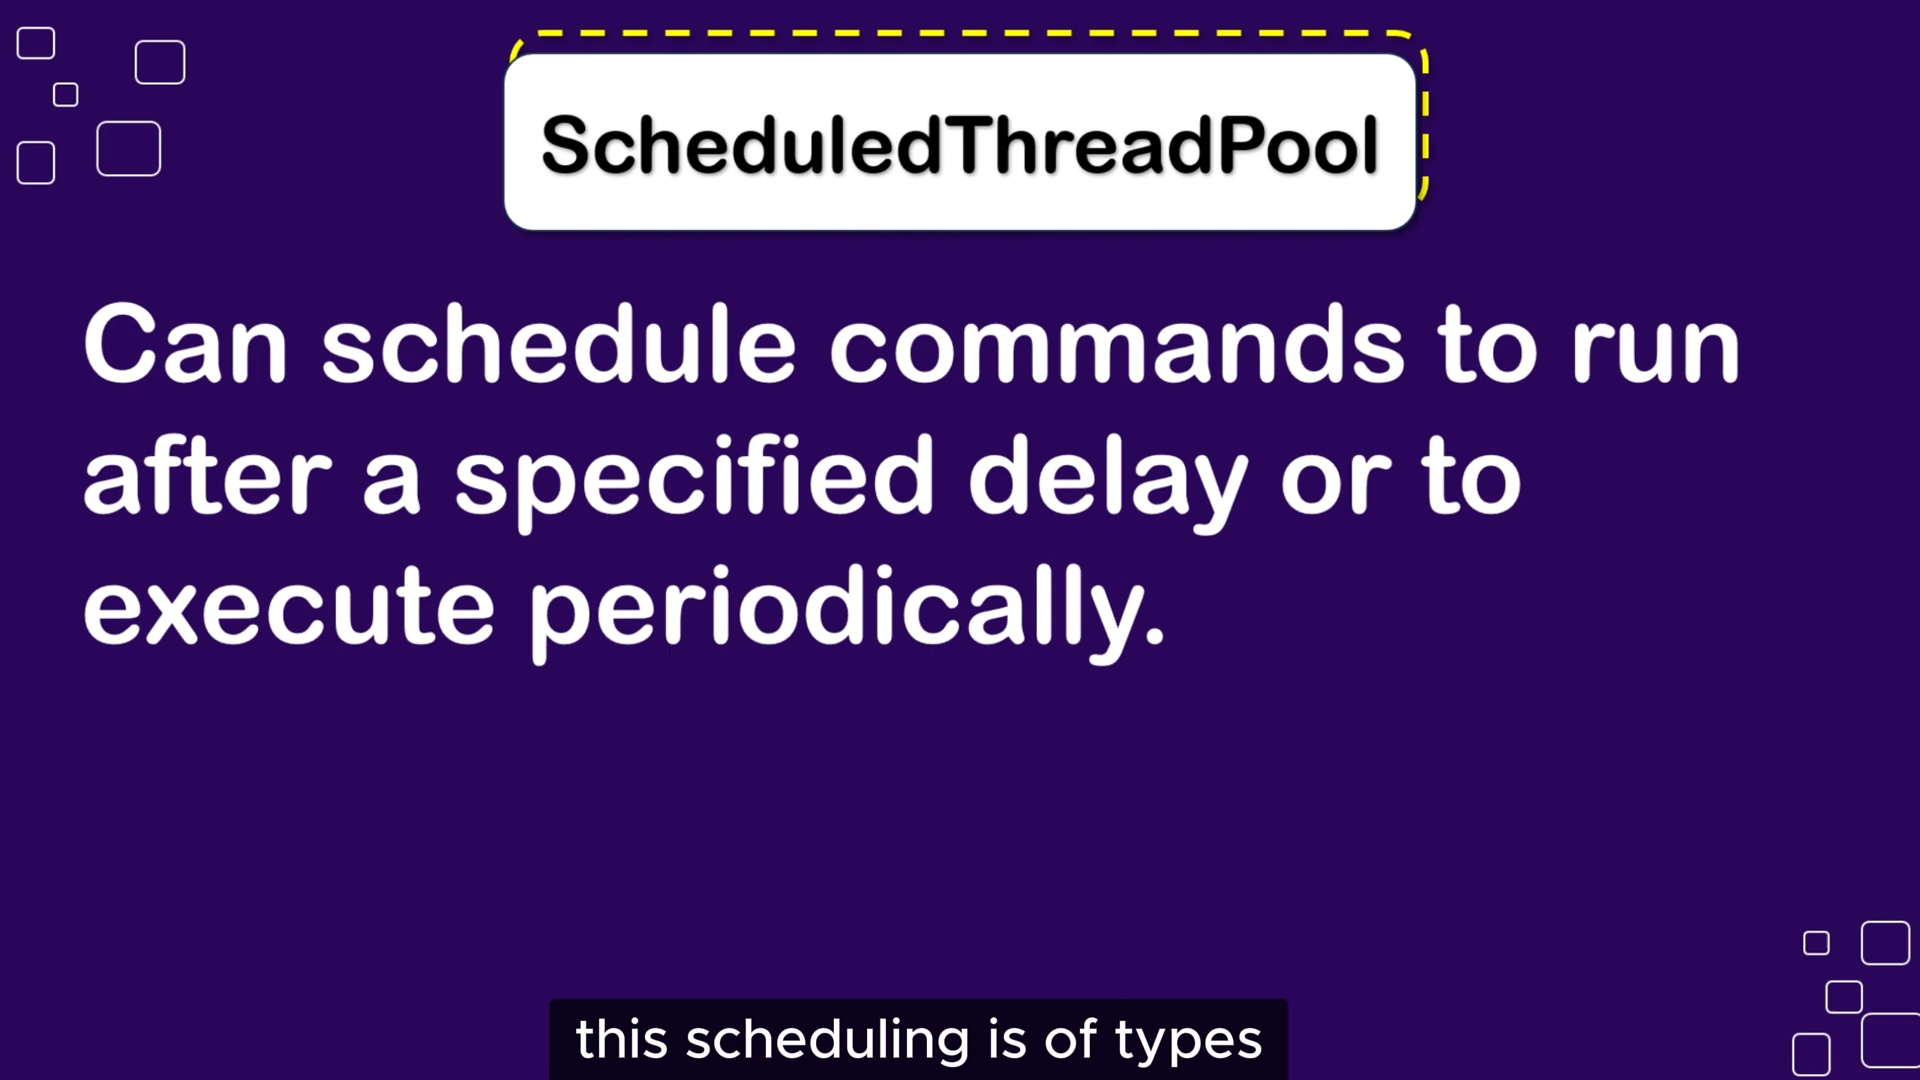 ScheduledThreadPool
Can schedule commands to run
after a specified delay or to
execute periodically.
this scheduling is of types